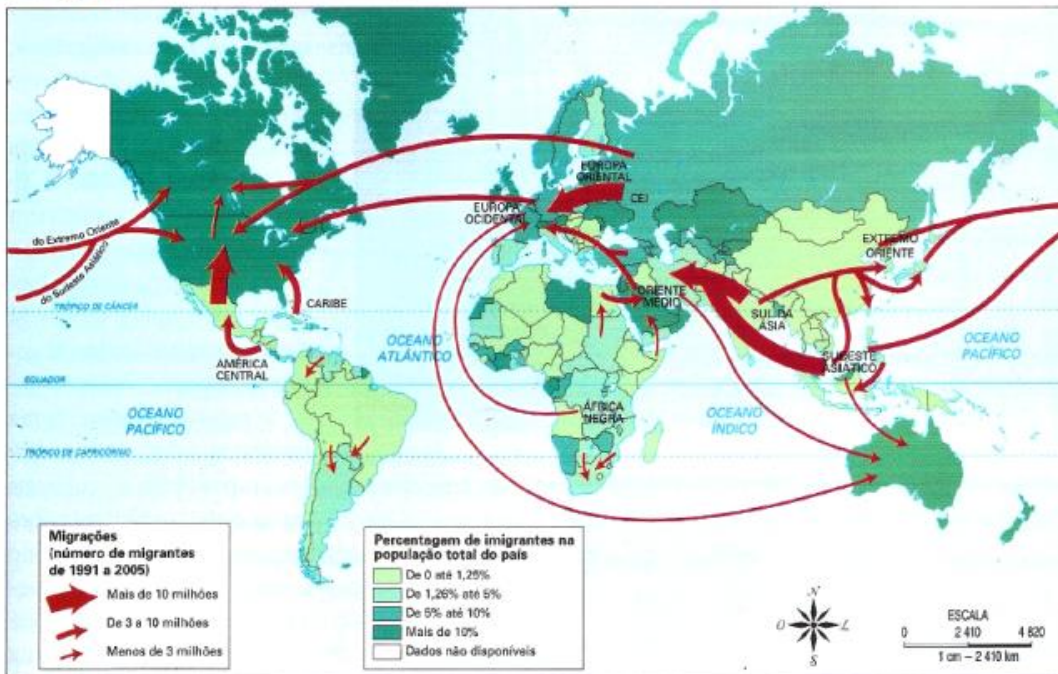 EUROPA
ORIENTAL
CEI
EUROPA
OCIDENTAL
do Extremo Oriente
do Sudeste Asiático
EXTREMO
ORIENTE
TRÓPICO DE CÂNCER
CARIBE
ORIENTE
MÉDIO
SUL DA
ÁSIA
OCEANO
ATLÂNTICO
OCEANO
PACÍFICO
AMÉRICA
CENTRAL
SUDESTE
ASIÁTICO
EQUADOR
OCEANO
PACÍFICO
ÁFRICA
NEGRA
OCEANO
ÍNDICO
TRÓPICO DE CAPRICÓRNIO
Migrações
(número de migrantes
de 1991 a 2005)
Mais de 10 milhões
De 3 a 10 milhões
Menos de 3 milhões
Percentagem de imigrantes na
população total do país
De 0 até 1,25%
De 1,26% até 5%
De 5% até 10%
Mais de 10%
Dados não disponíveis
N
O
L
S
ESCALA
0 2 410 4 820
1 cm – 2 410 km